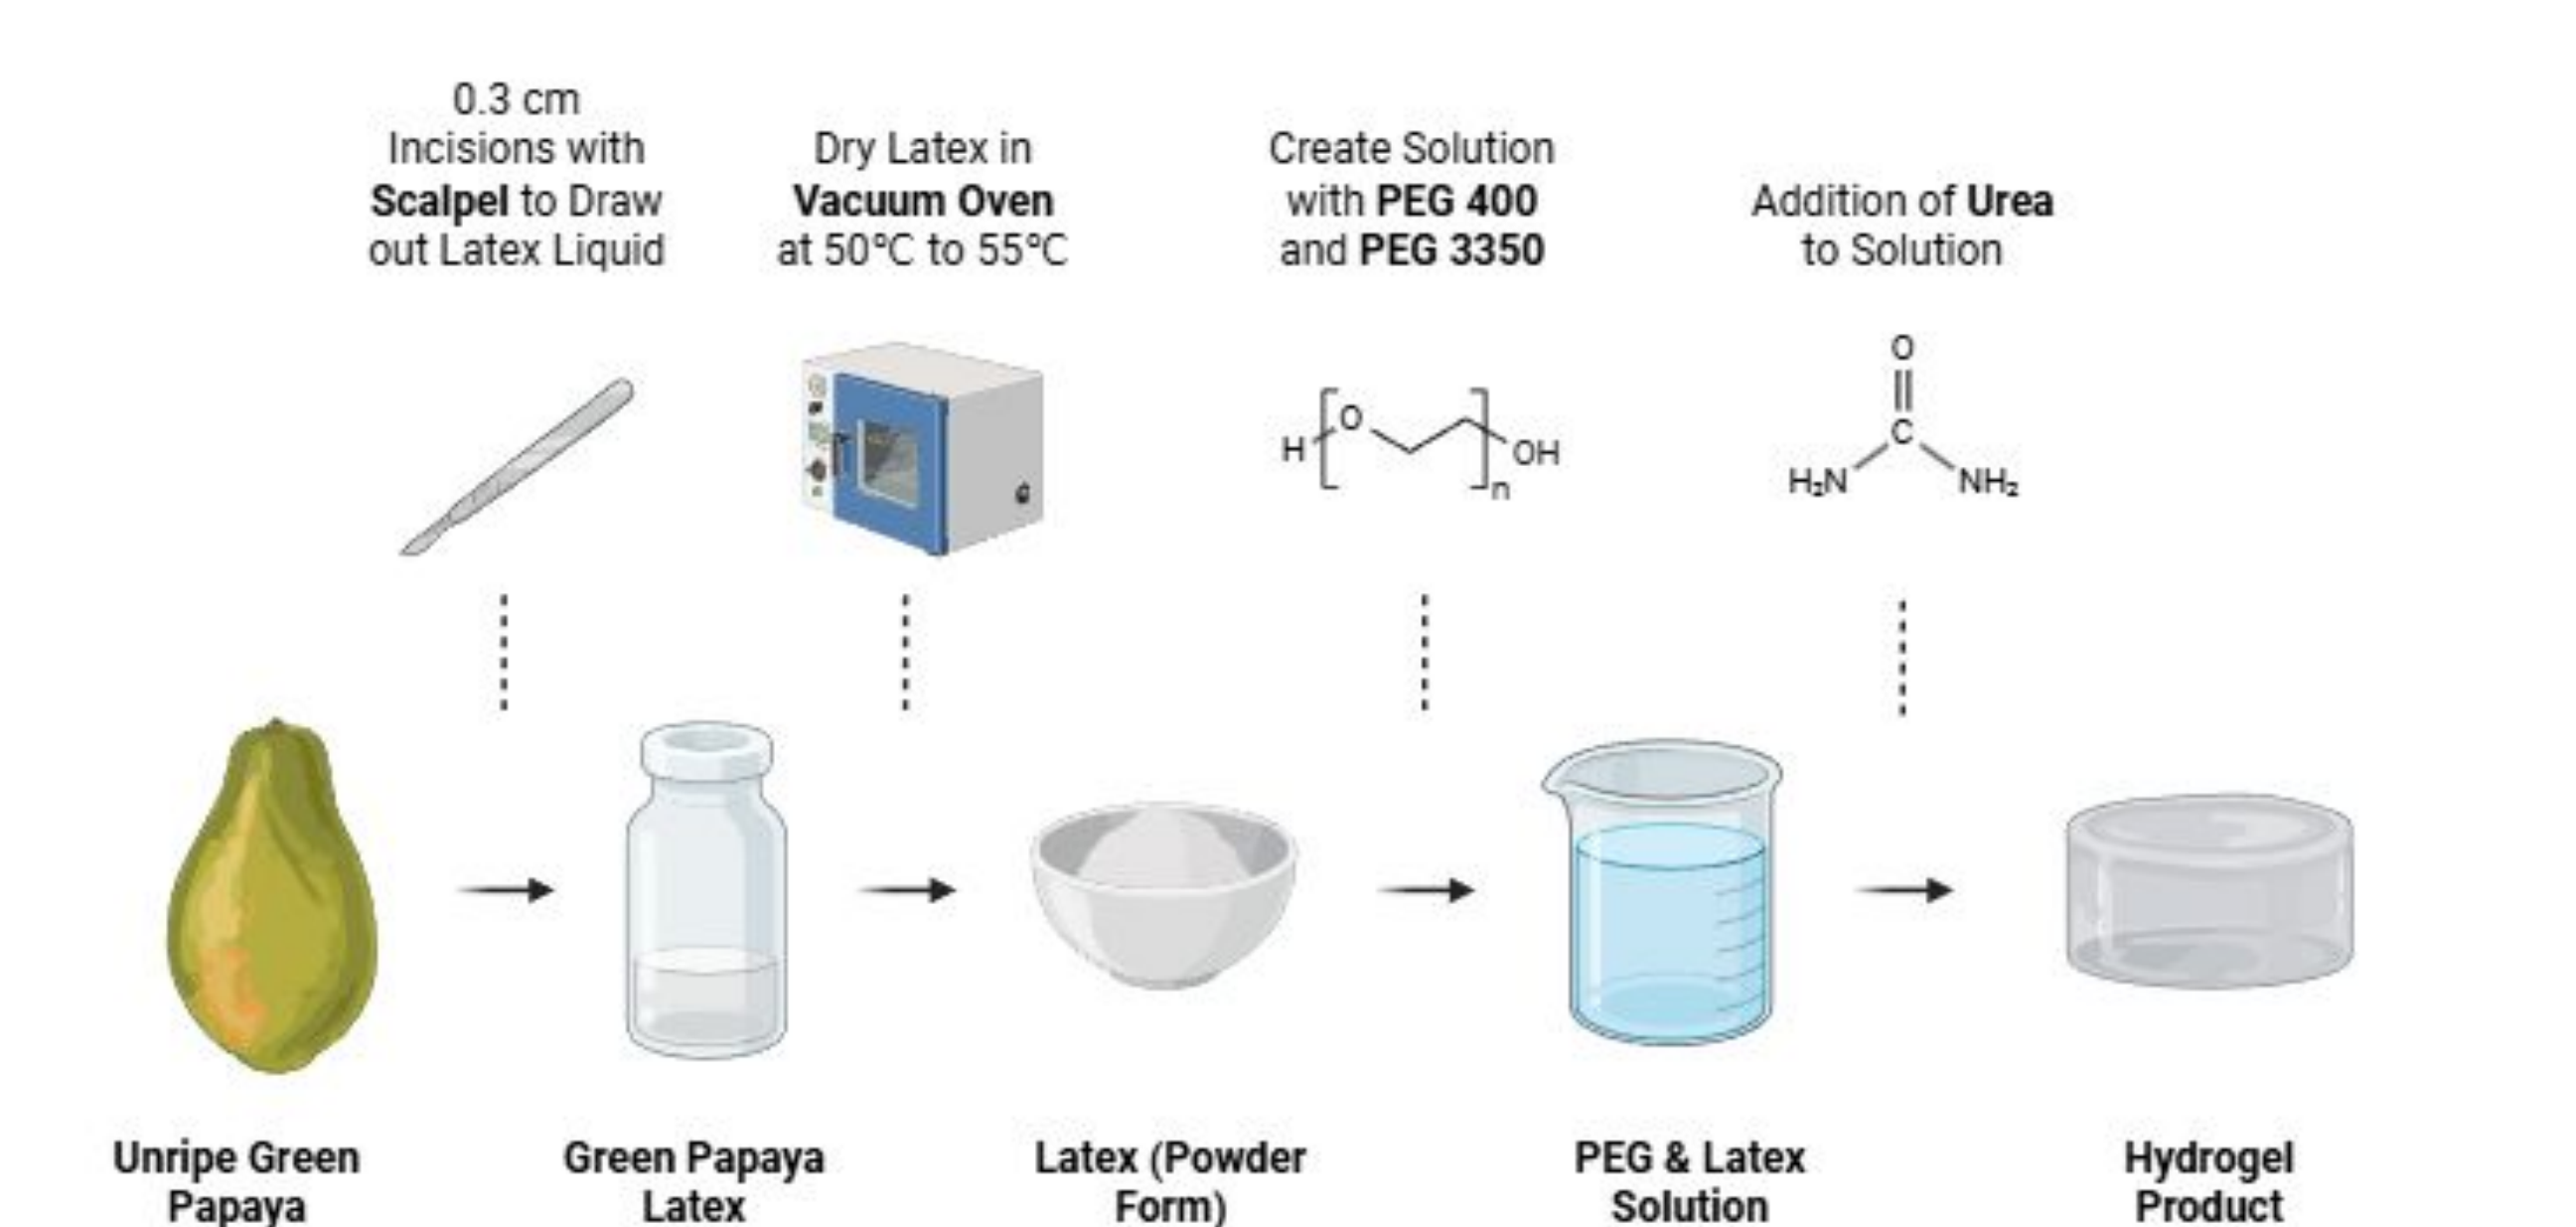 0.3 cm
Incisions with
Scalpel to Draw
out Latex Liquid
Dry Latex in
Vacuum Oven
at 50°C to 55°C
Create Solution
with PEG 400
and PEG 3350
Addition of Urea
to Solution
H
O
n
OH
O
C
H₂N
NH₂
Unripe Green
Papaya
Green Papaya
Latex
Latex (Powder
Form)
PEG & Latex
Solution
Hydrogel
Product